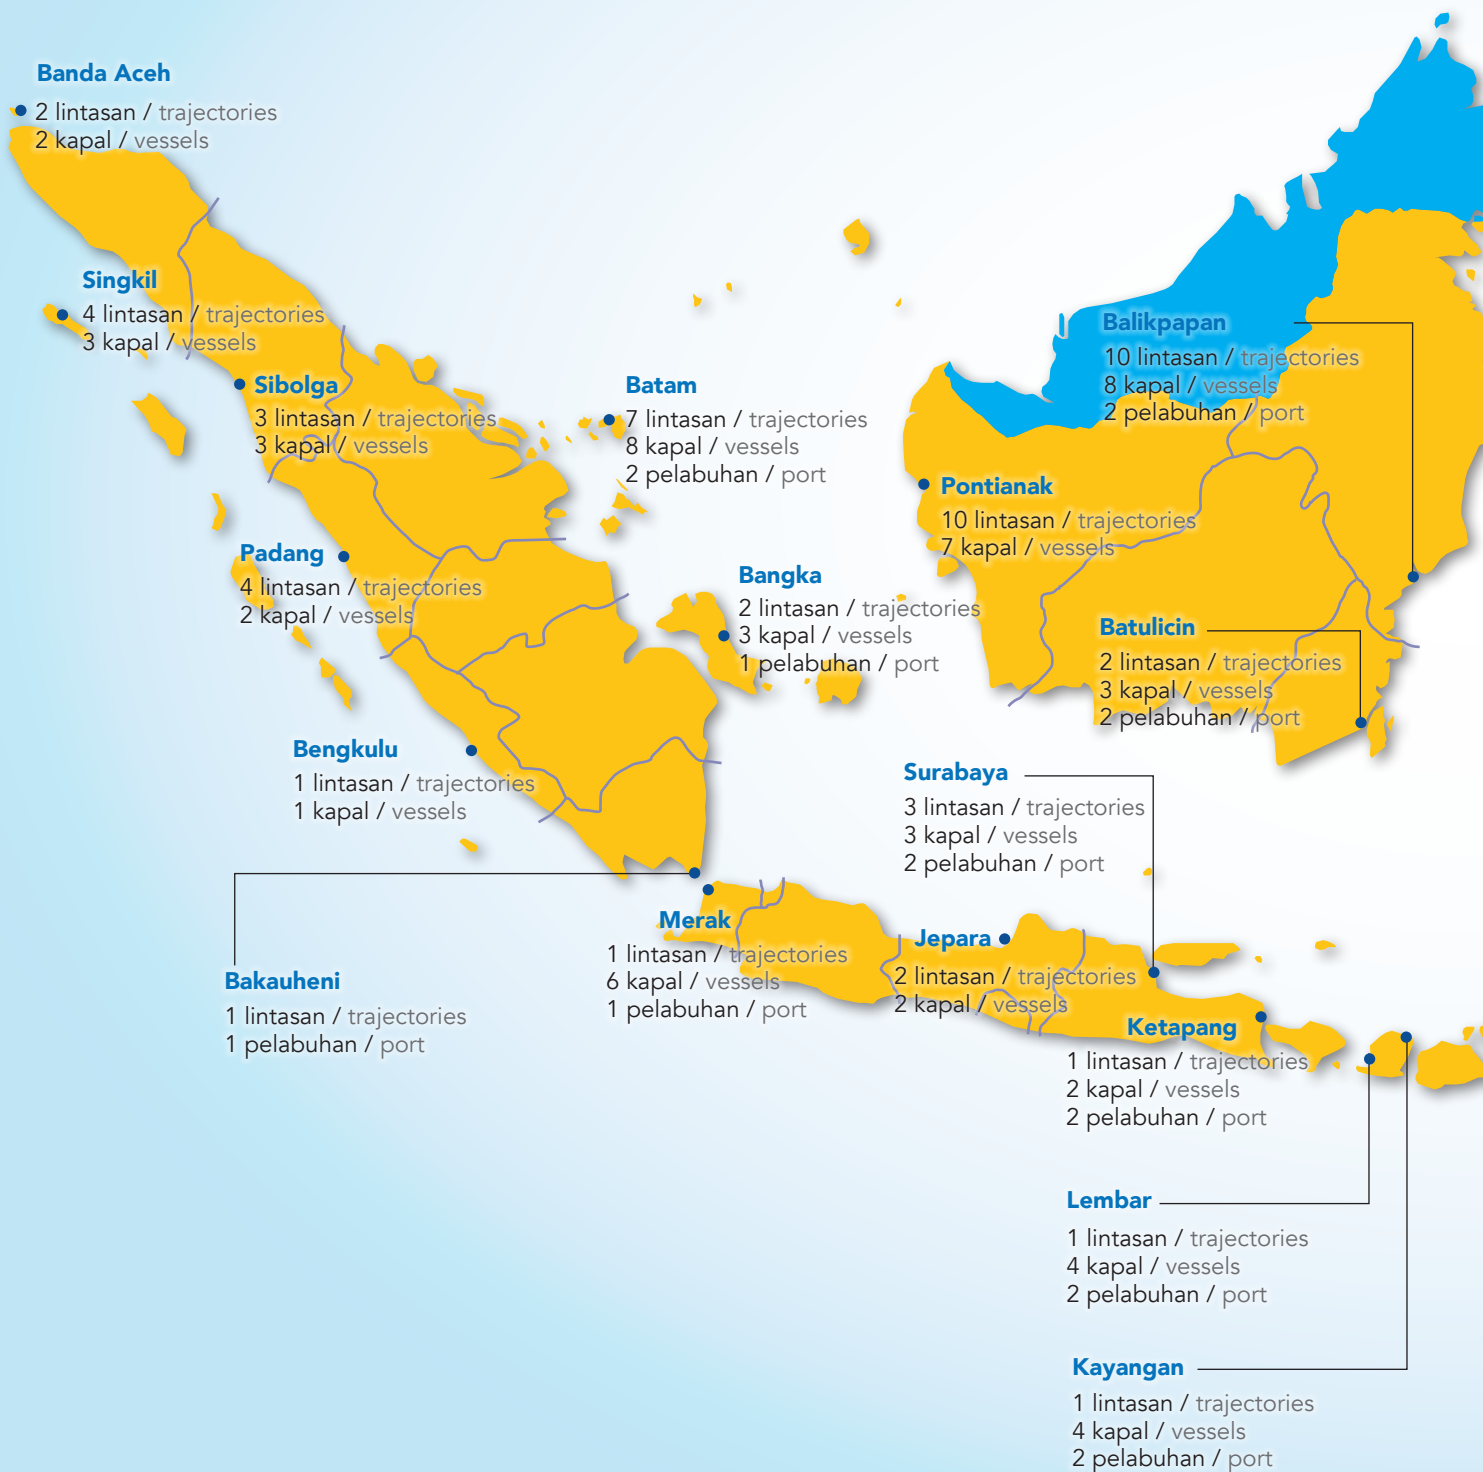 Banda Aceh
2 lintasan / trajectories
2 kapal / vessels
Singkil
4 lintasan / trajectories
3 kapal / vessels
Sibolga
3 lintasan / trajectories
3 kapal / vessels
Batam
7 lintasan / trajectories
8 kapal / vessels
2 pelabuhan / port
Balikpapan
10 lintasan / trajectories
8 kapal / vessels
2 pelabuhan / port
Pontianak
10 lintasan / trajectories
7 kapal / vessels
Padang
4 lintasan / trajectories
2 kapal / vessels
Bangka
2 lintasan / trajectories
3 kapal / vessels
1 pelabuhan / port
Batulicin
2 lintasan / trajectories
3 kapal / vessels
2 pelabuhan / port
Bengkulu
1 lintasan / trajectories
1 kapal / vessels
Surabaya
3 lintasan / trajectories
3 kapal / vessels
2 pelabuhan / port
Bakauheni
1 lintasan / trajectories
1 pelabuhan / port
Merak
1 lintasan / trajectories
6 kapal / vessels
1 pelabuhan / port
Jepara
2 lintasan / trajectories
2 kapal / vessels
Ketapang
1 lintasan / trajectories
2 kapal / vessels
2 pelabuhan / port
Lembar
1 lintasan / trajectories
4 kapal / vessels
2 pelabuhan / port
Kayangan
1 lintasan / trajectories
4 kapal / vessels
2 pelabuhan / port